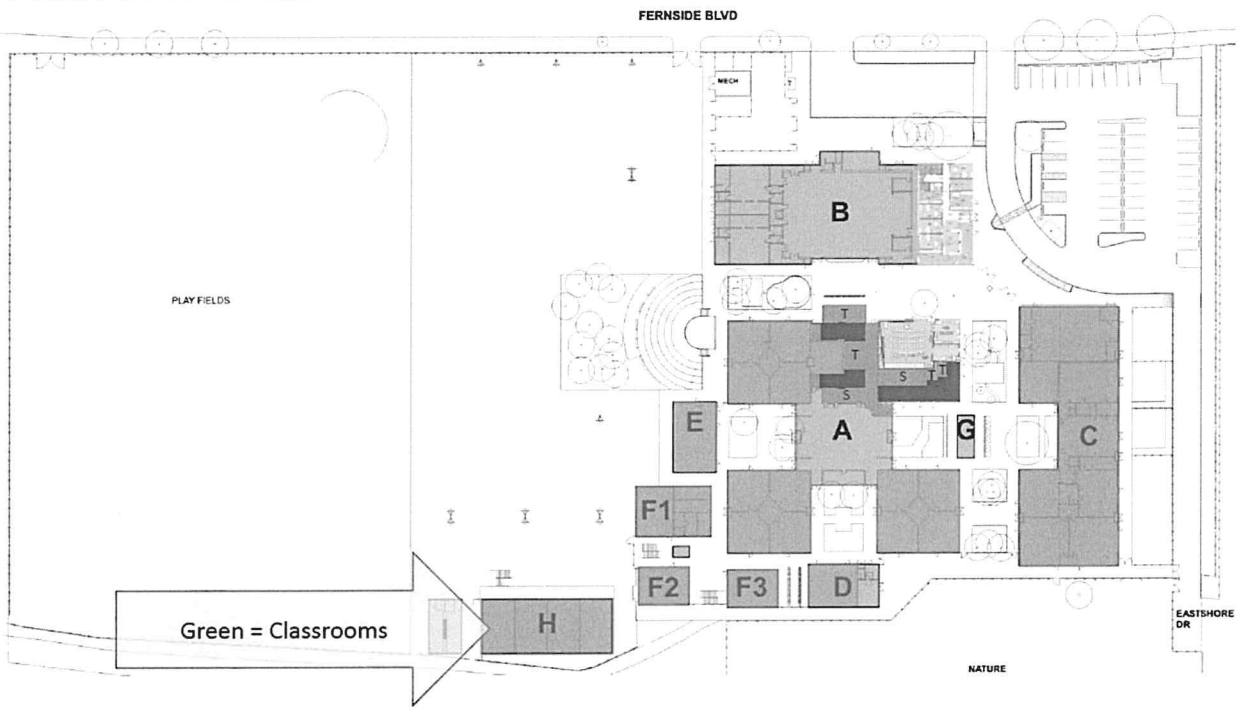 FERNSIDE BLVD
MECH
T
B
PLAY FIELDS
T
T
S
S
T
T
E
A
G
C
F1
F2
F3
D
I
H
Green = Classrooms
EASTSHORE
DR
NATURE